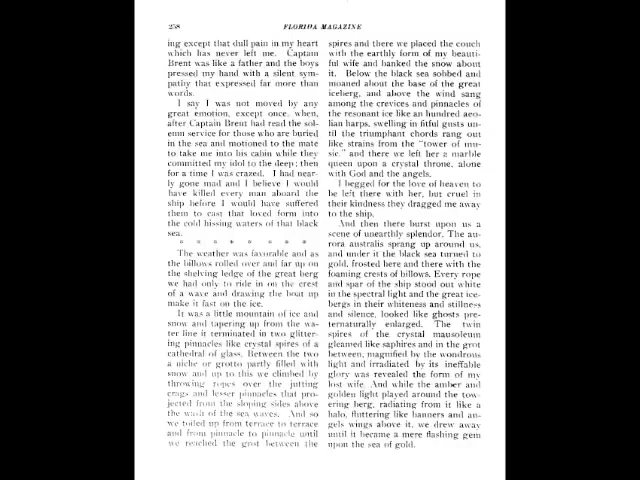 258
FLORIDA MAGAZINE
ing except that dull pain in my heart
which has never left me. Captain
Brent was like a father and the boys
pressed my hand with a silent sym-
pathy that expressed far more than
words.
I say I was not moved by any
great emotion, except once, when,
after Captain Brent had read the sol-
emn service for those who are buried
in the sea and motioned to the mate
to take me into his cabin while they
committed my idol to the deep; then
for a time I was crazed. I had near-
ly gone mad and I believe I would
have killed every man aboard the
ship before I would have suffered
them to cast that loved form into
the cold hissing waters of that black
sea.
* * * * * * * *
The weather was favorable and as
the billows rolled over and far up on
the shelving ledge of the great berg
we had only to ride in on the crest
of a wave and drawing the boat up
make it fast on the ice.
It was a little mountain of ice and
snow and tapering up from the wa-
ter line it terminated in two glitter-
ing pinnacles like crystal spires of a
cathedral of glass. Between the two
a niche or grotto partly filled with
snow and up to this we climbed by
throwing ropes over the jutting
crags and lesser pinnacles that pro-
jected from the sloping sides above
the wash of the sea waves. And so
we toiled up from terrace to terrace
and from pinnacle to pinnacle until
we reached the grot between the
spires and there we placed the couch
with the earthly form of my beauti-
ful wife and banked the snow about
it. Below the black sea sobbed and
moaned about the base of the great
iceberg, and above the wind sang
among the crevices and pinnacles of
the resonant ice like an hundred aeo-
lian harps, swelling in fitful gusts un-
til the triumphant chords rang out
like strains from the "tower of mu-
sic," and there we left her a marble
queen upon a crystal throne, alone
with God and the angels.
I begged for the love of heaven to
be left there with her, but cruel in
their kindness they dragged me away
to the ship.
And then there burst upon us a
scene of unearthly splendor. The au-
rora australis sprang up around us,
and under it the black sea turned to
gold, frosted here and there with the
foaming crests of billows. Every rope
and spar of the ship stood out white
in the spectral light and the great ice-
bergs in their whiteness and stillness
and silence, looked like ghosts pre-
ternaturally enlarged. The twin
spires of the crystal mausoleum
gleamed like saphires and in the grot
between, magnified by the wondrous
light and irradiated by its ineffable
glory was revealed the form of my
lost wife. And while the amber and
golden light played around the tow-
ering berg, radiating from it like a
halo, fluttering like banners and an-
gels wings above it, we drew away
until it became a mere flashing gem
upon the sea of gold.